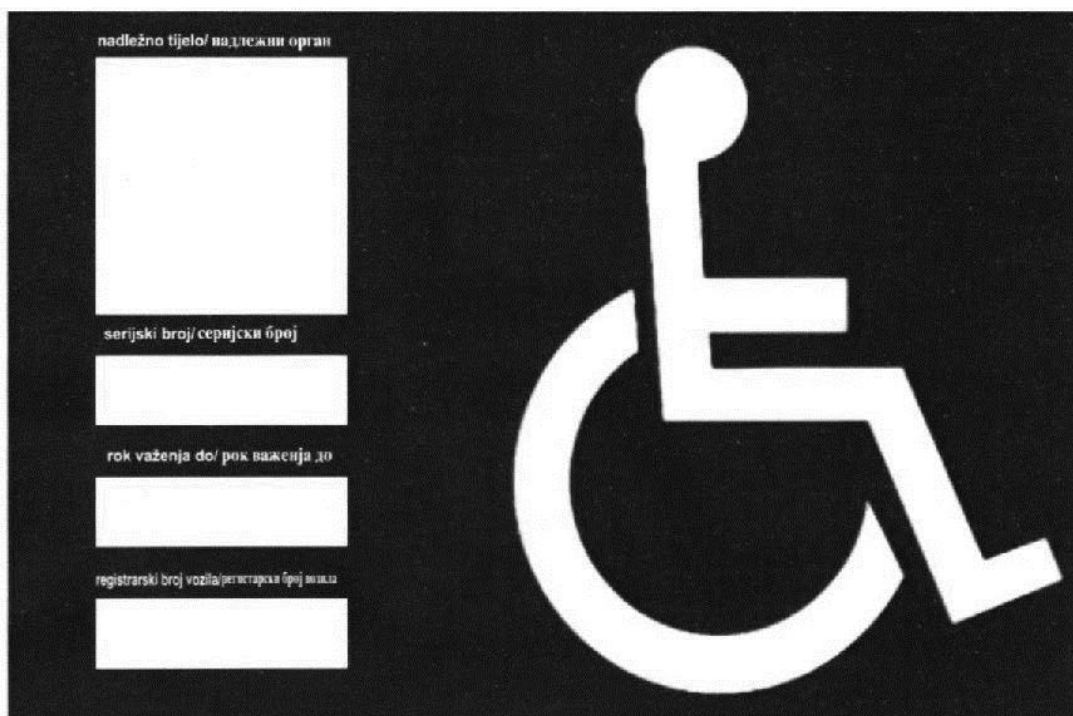 nadležno tijelo/ надлежни орган
serijski broj/ серијски број
rok važenja do/ рок важенја до
registrarski broj vozila/регистарски број возила